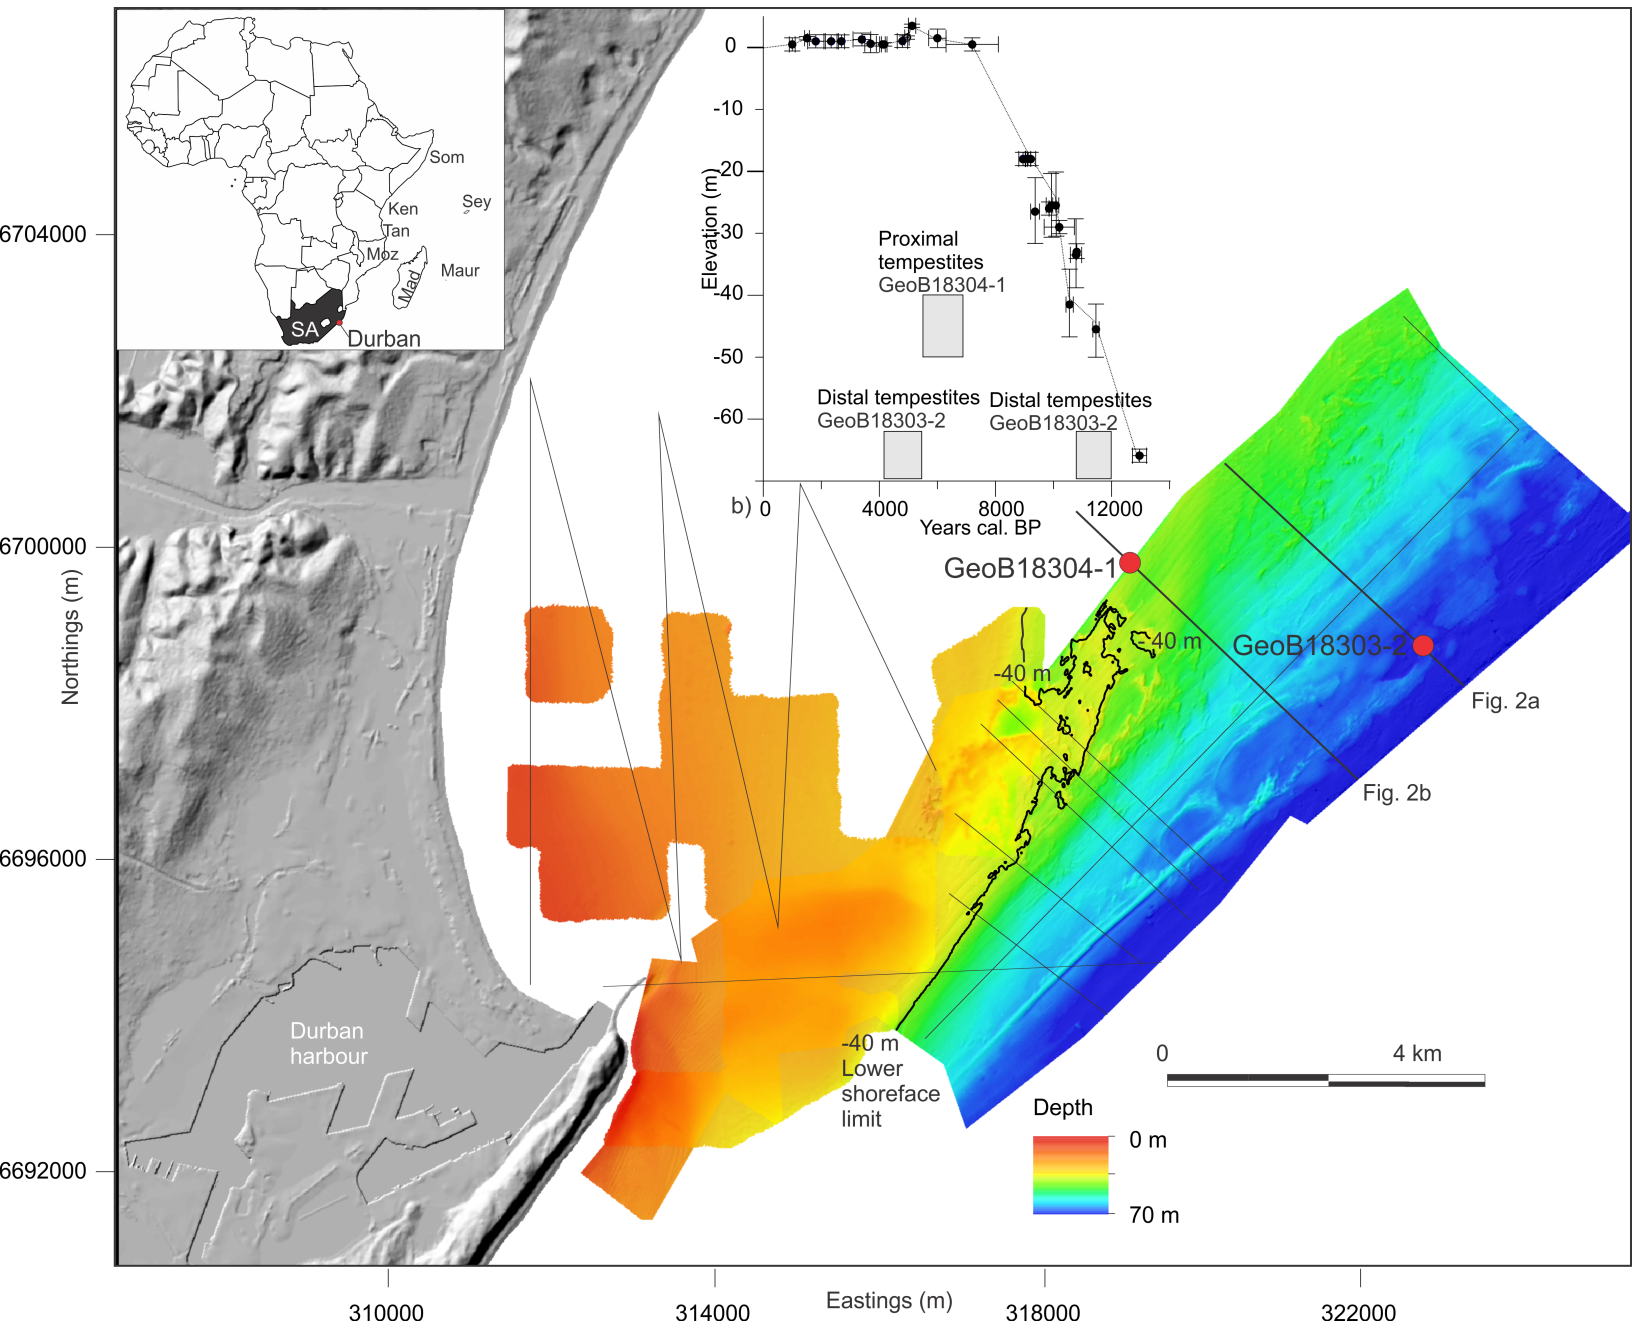 Som
Sey
Ken
Tan
Moz
Maur
Mad
SA
Durban
0
-10
-20
-30
-40
-50
-60
Elevation (m)
Proximal
tempestites
GeoB18304-1
Distal tempestites
GeoB18303-2
Distal tempestites
GeoB18303-2
b)
0
4000
8000
12000
Years cal. BP
6704000
6700000
6696000
6692000
Northings (m)
GeoB18304-1
GeoB18303-2
- 40 m
-40 m
Fig. 2a
Fig. 2b
Durban
harbour
-40 m
Lower
shoreface
limit
0
4 km
Depth
0 m
70 m
310000
314000
318000
322000
Eastings (m)